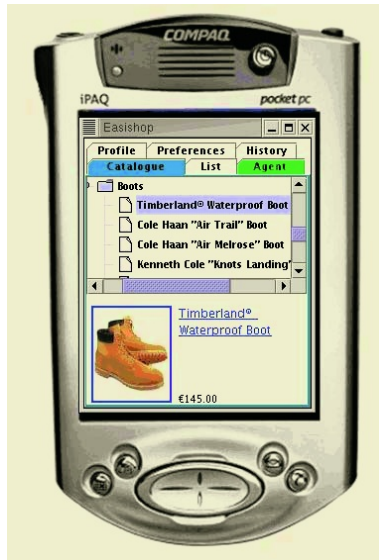 COMPAQ
iPAQ pocket pc
Easishop
Profile Preferences History
Catalogue List Agent
Boots
Timberland® Waterproof Boot
Cole Haan "Air Trail" Boot
Cole Haan "Air Melrose" Boot
Kenneth Cole "Knots Landing"
Timberland®
Waterproof Boot
€145.00